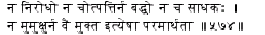 न निरोधो न चोत्पत्तिर्न बद्धो न च साधकः ।
न मुमुक्षुर्न वै मुक्त इत्येषा परमार्थता ॥५७४॥